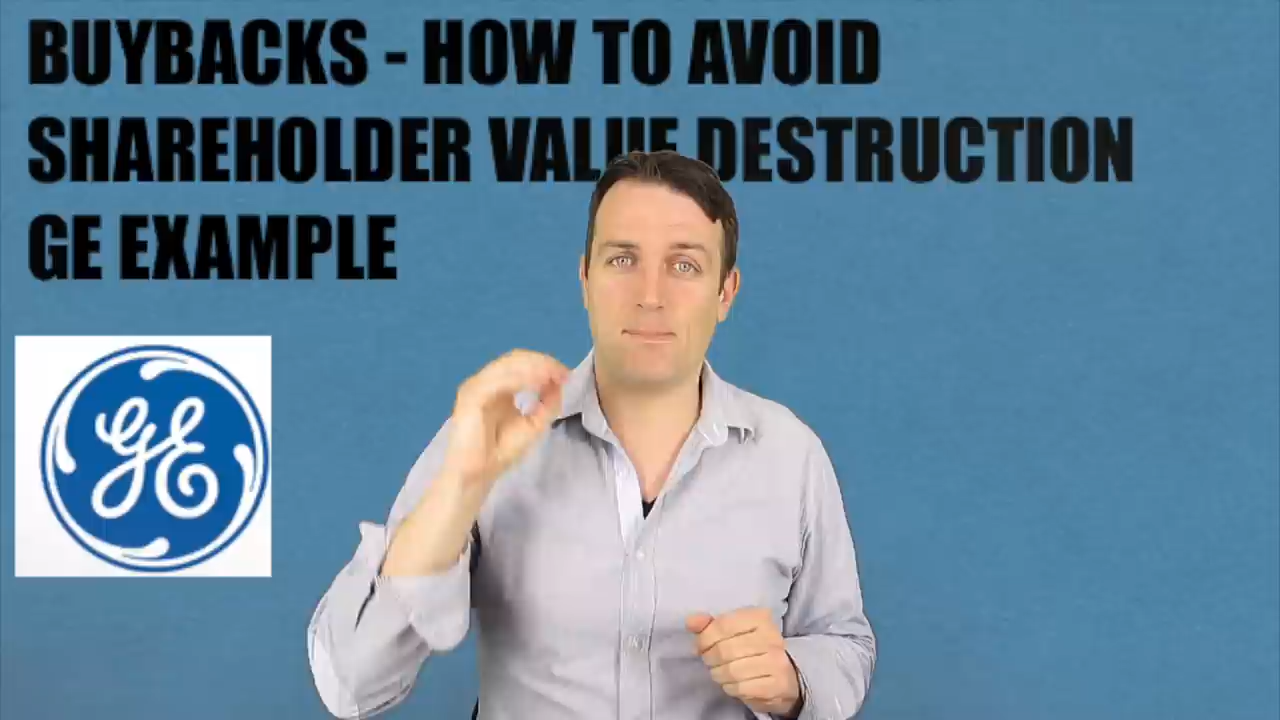 BUYBACKS - HOW TO AVOID
SHAREHOLDER VALUE DESTRUCTION
GE EXAMPLE
GE